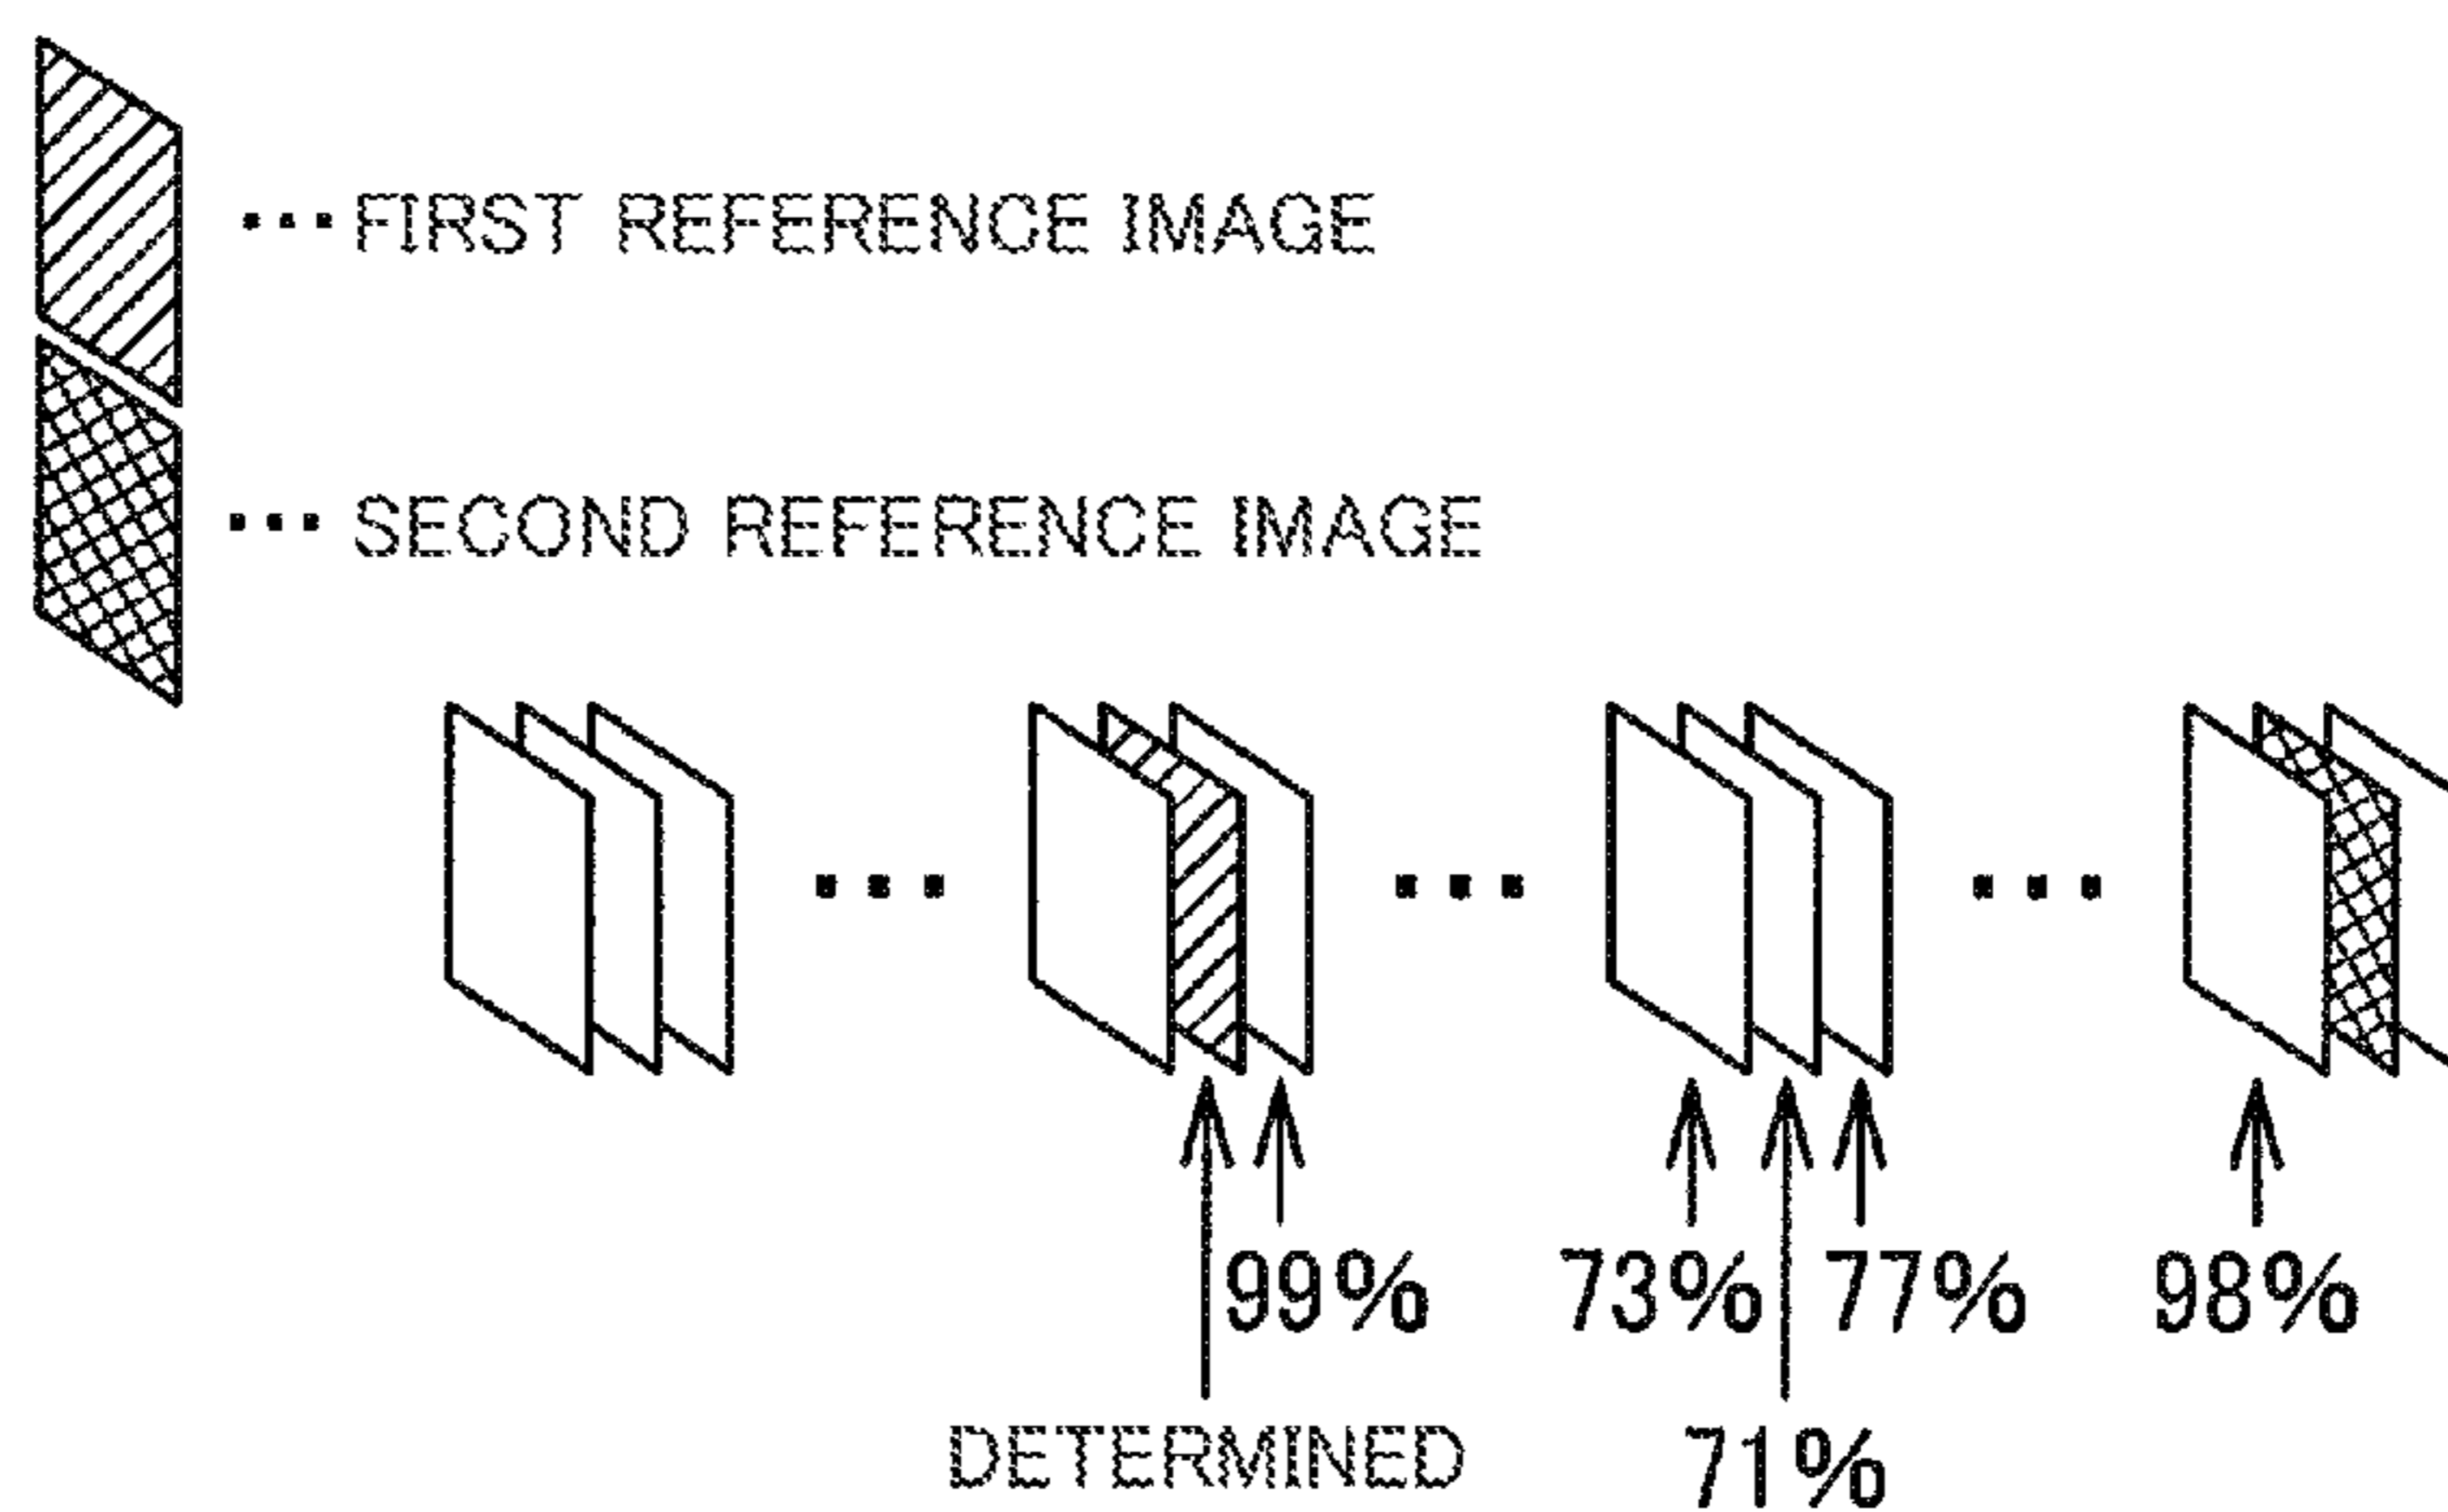 ···FIRST REFERENCE IMAGE
···SECOND REFERENCE IMAGE
··· ··· ···
99% 73% 77% 98%
DETERMINED 71%